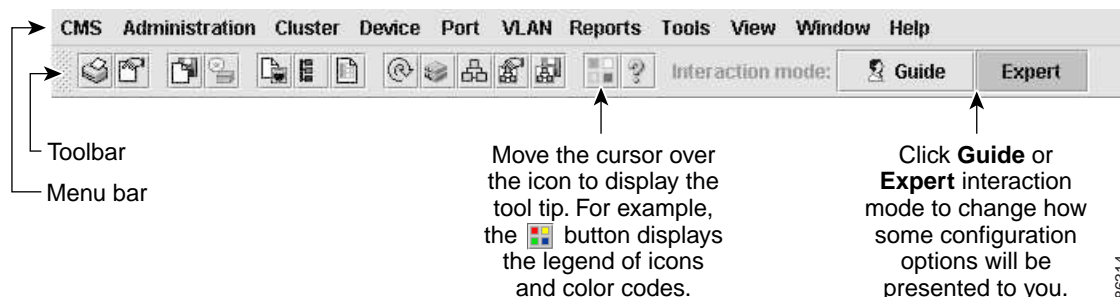 CMS Administration Cluster Device Port VLAN Reports Tools View Window Help
Interaction mode: Guide Expert
Toolbar
Menu bar
Move the cursor over
the icon to display the
tool tip. For example,
the button displays
the legend of icons
and color codes.
Click Guide or
Expert interaction
mode to change how
some configuration
options will be
presented to you.